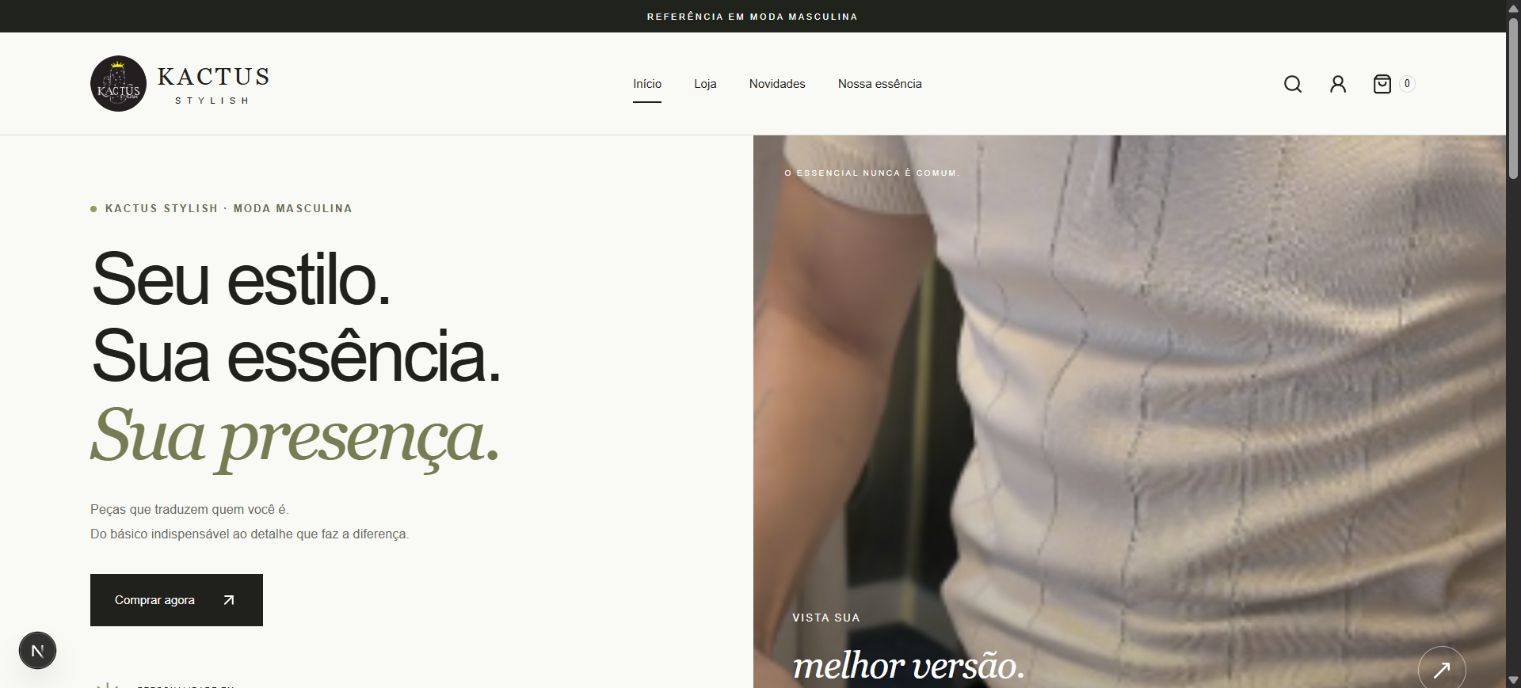 REFERÊNCIA EM MODA MASCULINA
KACTUS
KACTUS
STYLISH
Início
Loja
Novidades
Nossa essência
0
KACTUS STYLISH · MODA MASCULINA
Seu estilo.
Sua essência.
Sua presença.
Peças que traduzem quem você é.
Do básico indispensável ao detalhe que faz a diferença.
Comprar agora
O ESSENCIAL NUNCA É COMUM.
VISTA SUA
melhor versão.
N